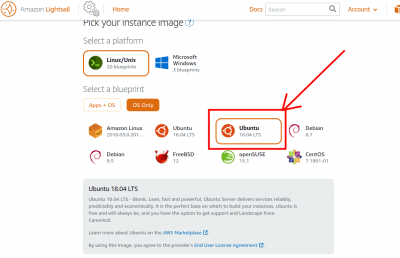 Amazon Lightsail
Home
Docs
Search
Account
Pick your instance image ?
Select a platform
Linux/Unix
20 blueprints
Microsoft
Windows
3 blueprints
Select a blueprint
Apps + OS
OS Only
Amazon Linux
2018.03.0.201...
Ubuntu
16.04 LTS
Ubuntu
18.04 LTS
Debian
8.7
Debian
9.5
FreeBSD
12
openSUSE
15.1
CentOS
7 1901-01
Ubuntu 18.04 LTS
Ubuntu 18.04 LTS - Bionic. Lean, fast and powerful, Ubuntu Server delivers services reliably,
predictably and economically. It is the perfect base on which to build your instances. Ubuntu is
free and will always be, and you have the option to get support and Landscape from
Canonical.
Learn more about Ubuntu on the AWS Marketplace.
By using this image, you agree to the provider's End User License Agreement.